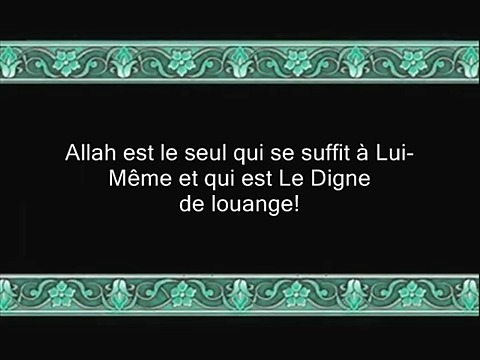 Allah est le seul qui se suffit à Lui-
Même et qui est Le Digne
de louange!